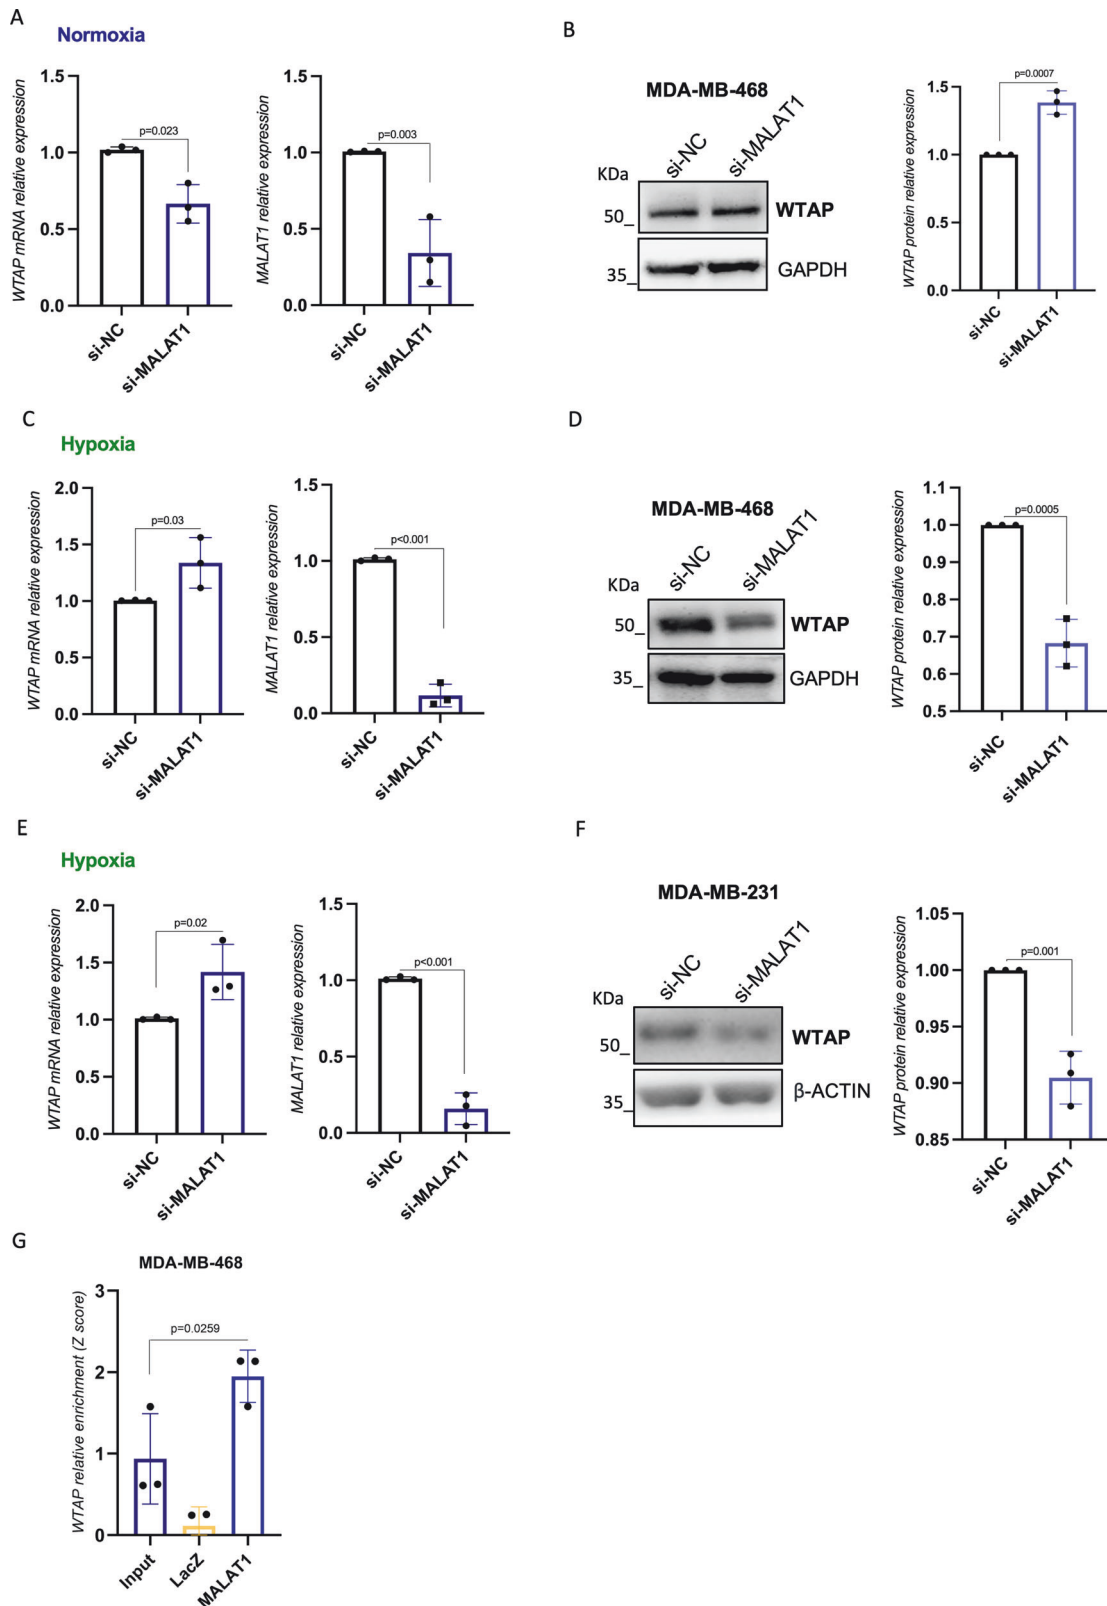 A
Normoxia
WTAP mRNA relative expression
1.5
1.0
0.5
0.0
p=0.023
si-NC
si-MALAT1
MALAT1 relative expression
1.5
1.0
0.5
0.0
p=0.003
si-NC
si-MALAT1
B
MDA-MB-468
si-NC
si-MALAT1
KDa
50_
WTAP
35_
GAPDH
WTAP protein relative expression
1.5
1.0
0.5
0.0
p=0.0007
si-NC
si-MALAT1
C
Hypoxia
WTAP mRNA relative expression
2.0
1.5
1.0
0.5
0.0
p=0.03
si-NC
si-MALAT1
MALAT1 relative expression
1.5
1.0
0.5
0.0
p<0.001
si-NC
si-MALAT1
D
MDA-MB-468
si-NC
si-MALAT1
KDa
50_
WTAP
35_
GAPDH
WTAP protein relative expression
1.1
1.0
0.9
0.8
0.7
0.6
0.5
p=0.0005
si-NC
si-MALAT1
E
Hypoxia
WTAP mRNA relative expression
2.0
1.5
1.0
0.5
0.0
p=0.02
si-NC
si-MALAT1
MALAT1 relative expression
1.5
1.0
0.5
0.0
p<0.001
si-NC
si-MALAT1
F
MDA-MB-231
si-NC
si-MALAT1
KDa
50_
WTAP
35_
β-ACTIN
WTAP protein relative expression
1.05
1.00
0.95
0.90
0.85
p=0.001
si-NC
si-MALAT1
G
MDA-MB-468
WTAP relative enrichment (Z score)
3
2
1
0
p=0.0259
Input
LacZ
MALAT1